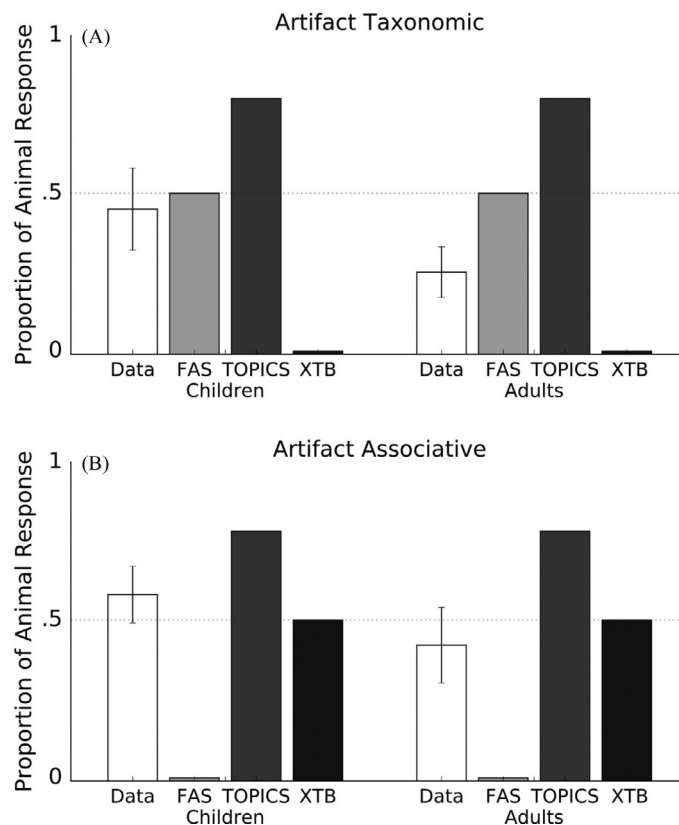 (A)
Artifact Taxonomic
Proportion of Animal Response
1
.5
0
Data FAS TOPICS XTB Data FAS TOPICS XTB
Children Adults
(B)
Artifact Associative
Proportion of Animal Response
1
.5
0
Data FAS TOPICS XTB Data FAS TOPICS XTB
Children Adults